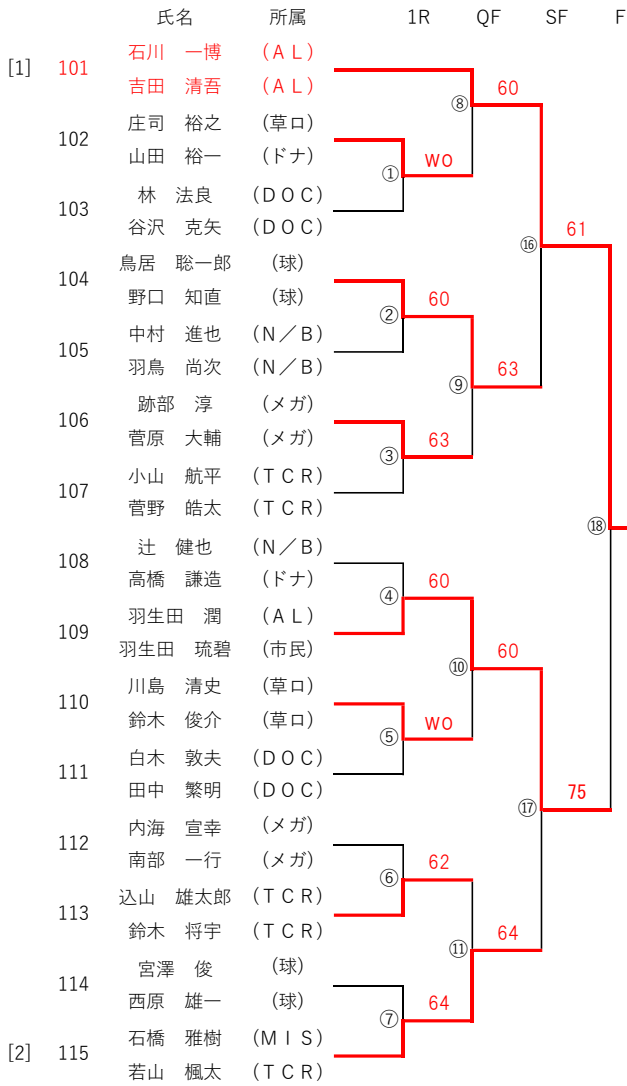 氏名 所属 1R QF SF F
石川 一博 (AL)
[1] 101
吉田 清吾 (AL)
60
⑧
庄司 裕之 (草ロ)
102
山田 裕一 (ドナ)
WO
①
林 法良 (DOC)
103
谷沢 克矢 (DOC)
61
⑯
鳥居 聡一郎 (球)
104
野口 知直 (球)
60
②
中村 進也 (N/B)
105
羽鳥 尚次 (N/B)
63
⑨
跡部 淳 (メガ)
106
菅原 大輔 (メガ)
63
③
小山 航平 (TCR)
107
菅野 皓太 (TCR)
⑱
辻 健也 (N/B)
108
高橋 謙造 (ドナ)
60
④
羽生田 潤 (AL)
109
羽生田 琉碧 (市民)
60
⑩
川島 清史 (草ロ)
110
鈴木 俊介 (草ロ)
WO
⑤
白木 敦夫 (DOC)
111
田中 繁明 (DOC)
75
⑰
内海 宣幸 (メガ)
112
南部 一行 (メガ)
62
⑥
込山 雄太郎 (TCR)
113
鈴木 将宇 (TCR)
64
⑪
宮澤 俊 (球)
114
西原 雄一 (球)
64
⑦
石橋 雅樹 (MIS)
[2] 115
若山 楓太 (TCR)